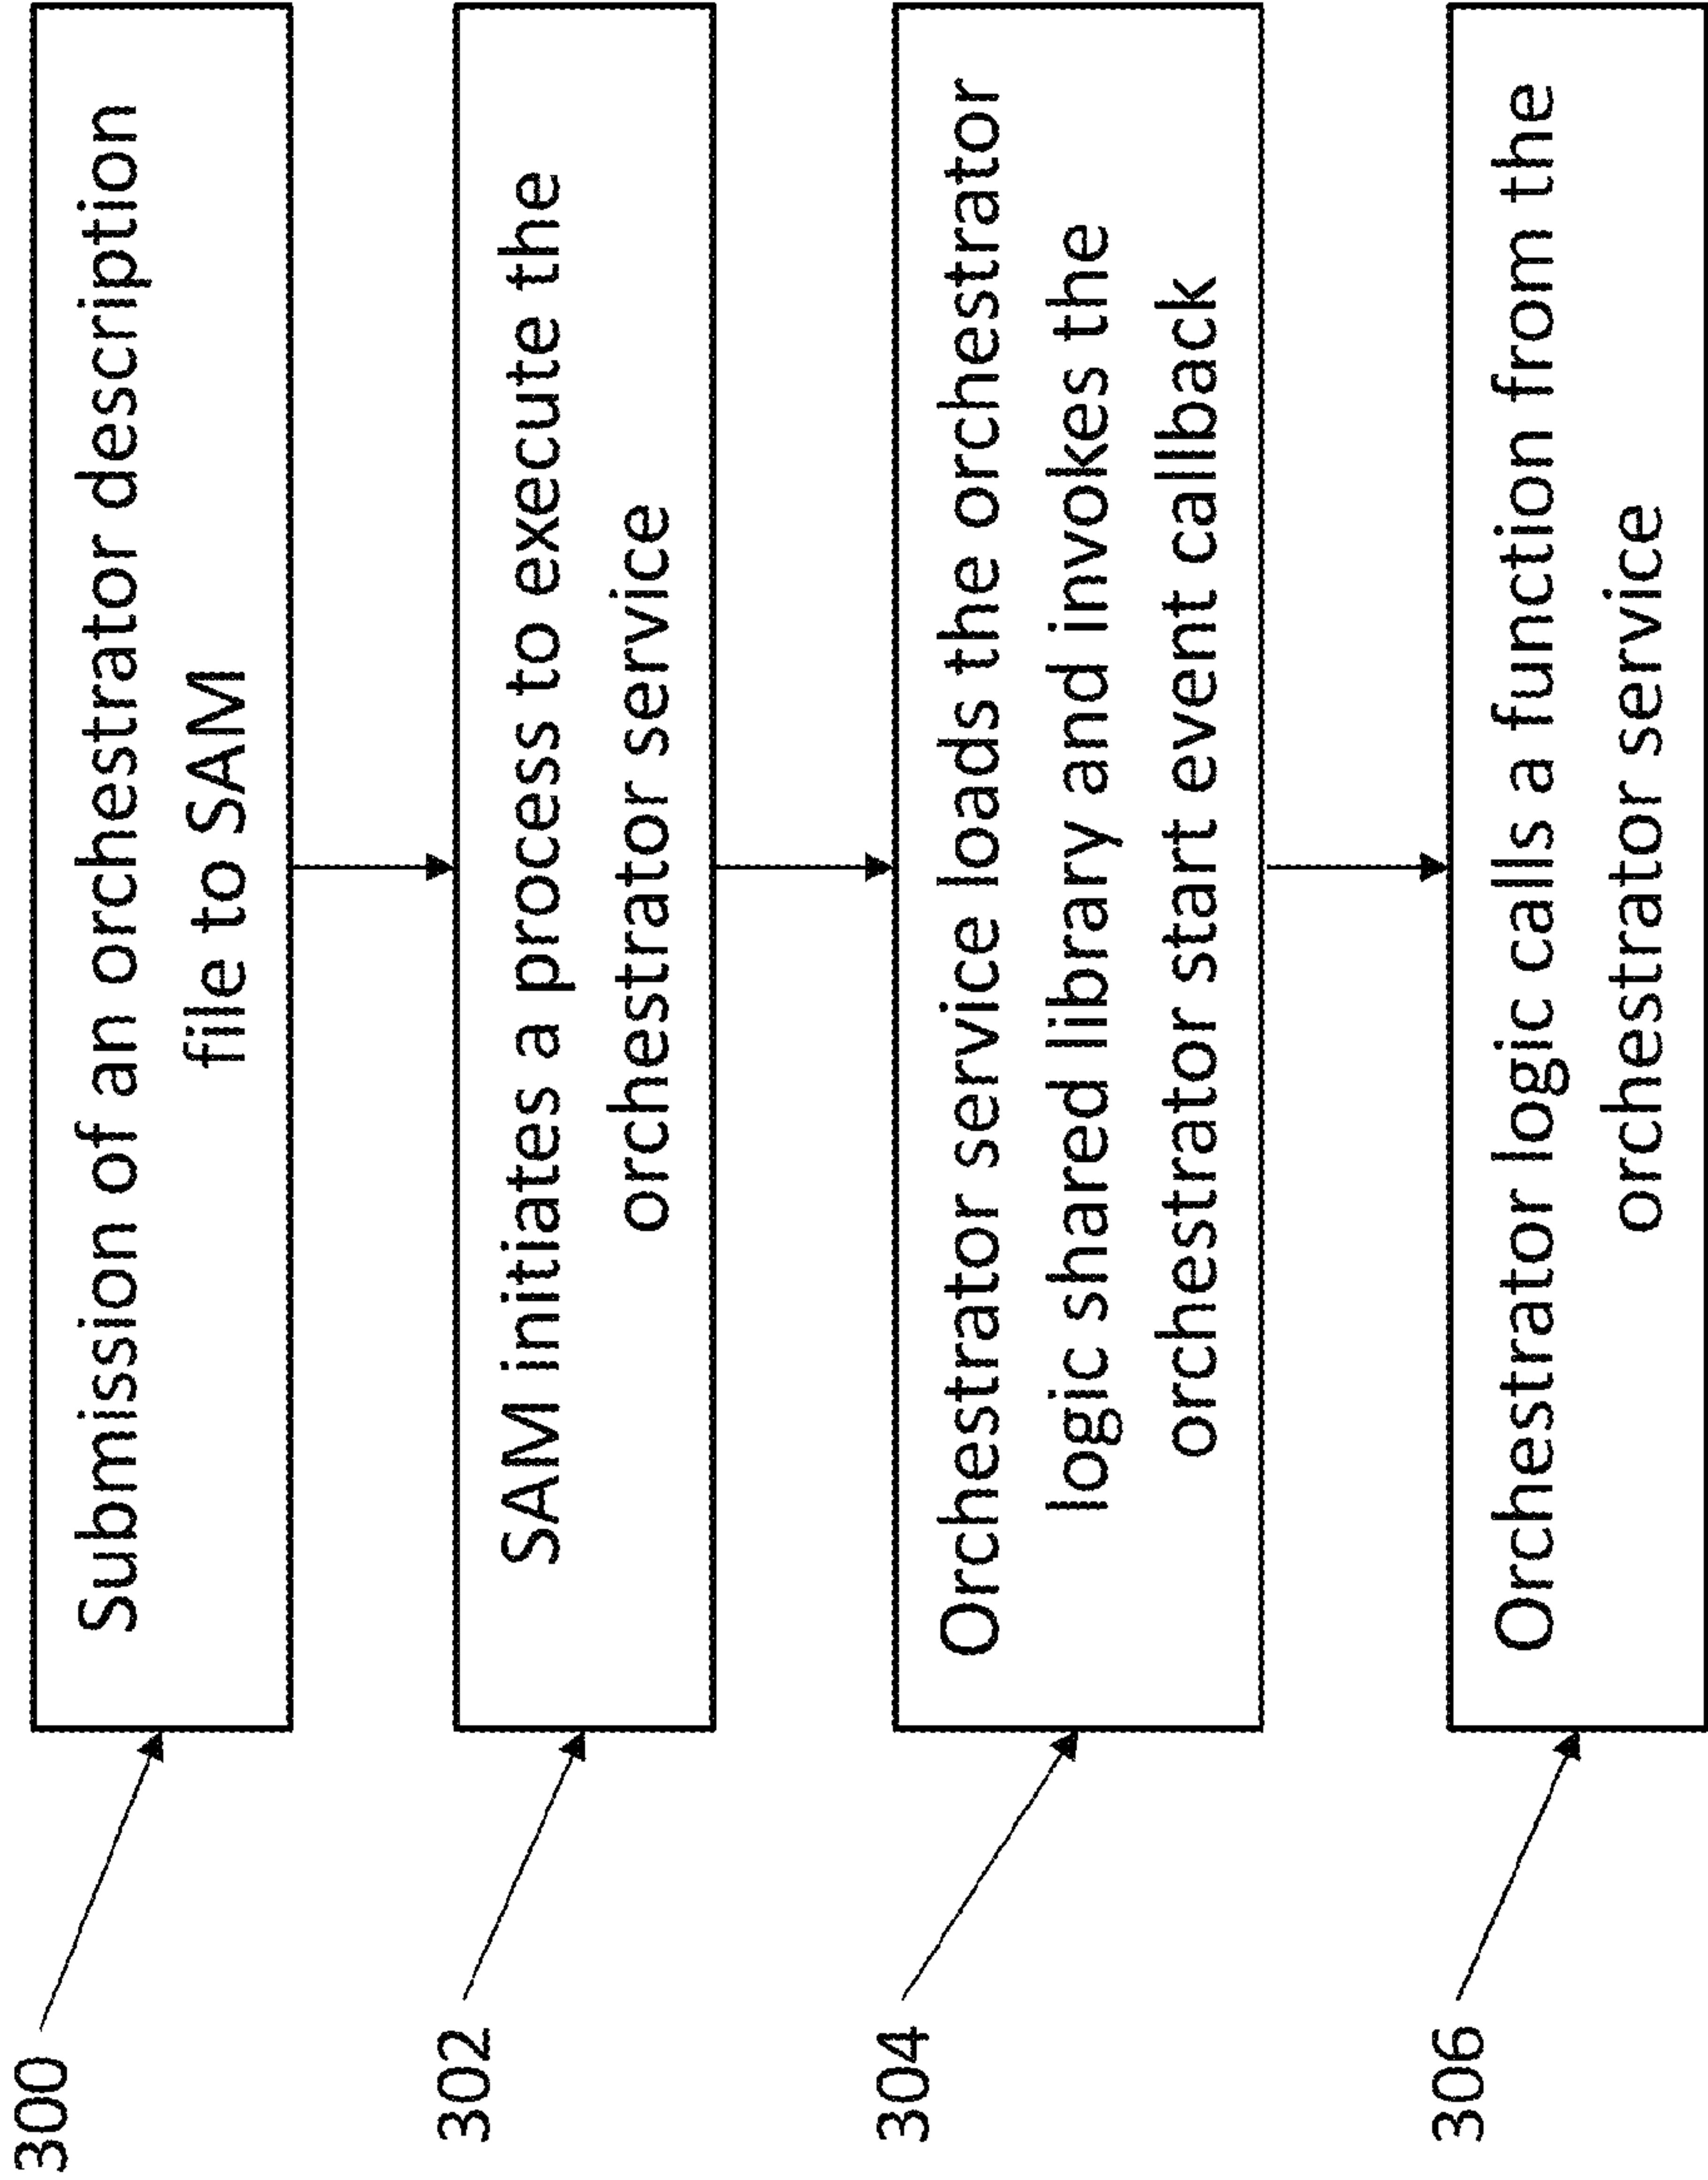 300
Submission of an orchestrator description
file to SAM
302
SAM initiates a process to execute the
orchestrator service
304
Orchestrator service loads the orchestrator
logic shared library and invokes the
orchestrator start event callback
306
Orchestrator logic calls a function from the
orchestrator service